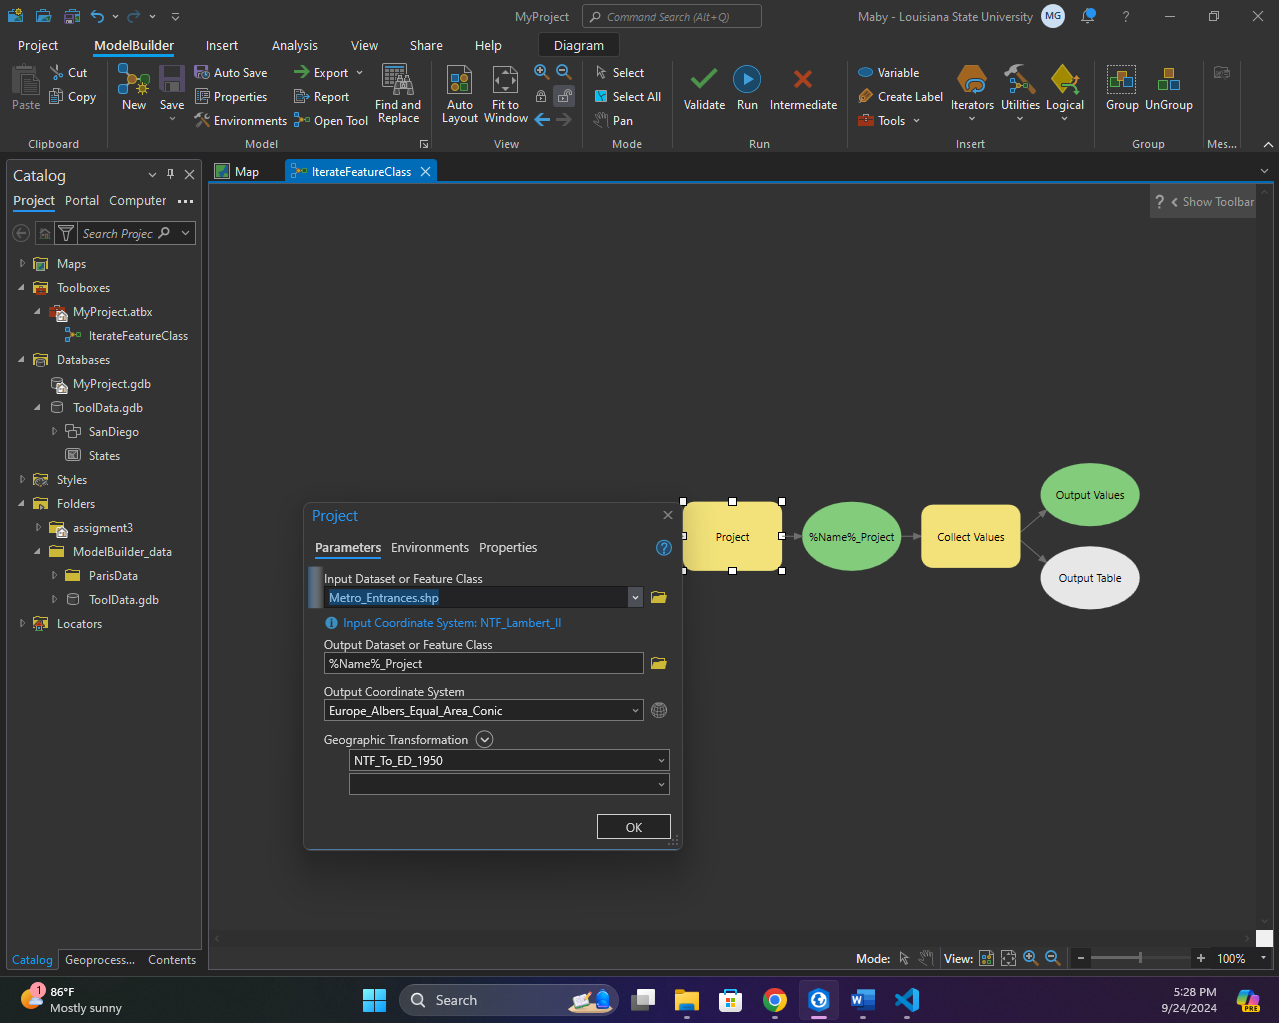 MyProject
Command Search (Alt+Q)
Maby - Louisiana State University
MG
?
Project
ModelBuilder
Insert
Analysis
View
Share
Help
Diagram
Paste
Cut
Copy
Clipboard
New
Save
Auto Save
Properties
Environments
Export
Report
Open Tool
Find and Replace
Model
Auto Layout
Fit to Window
View
Select
Select All
Pan
Mode
Validate
Run
Intermediate
Run
Variable
Create Label
Tools
Iterators
Utilities
Logical
Insert
Group
UnGroup
Group
Mes...
Catalog
Project
Portal
Computer
Search Projec
Maps
Toolboxes
MyProject.atbx
IterateFeatureClass
Databases
MyProject.gdb
ToolData.gdb
SanDiego
States
Styles
Folders
assigment3
ModelBuilder_data
ParisData
ToolData.gdb
Locators
Catalog
Geoprocess...
Contents
Map
IterateFeatureClass
? < Show Toolbar
Project
Parameters
Environments
Properties
?
Input Dataset or Feature Class
Metro_Entrances.shp
Input Coordinate System: NTF_Lambert_II
Output Dataset or Feature Class
%Name%_Project
Output Coordinate System
Europe_Albers_Equal_Area_Conic
Geographic Transformation
NTF_To_ED_1950
OK
Project
%Name%_Project
Collect Values
Output Values
Output Table
Mode:
View:
100%
1
86°F
Mostly sunny
Search
PRE
5:28 PM
9/24/2024